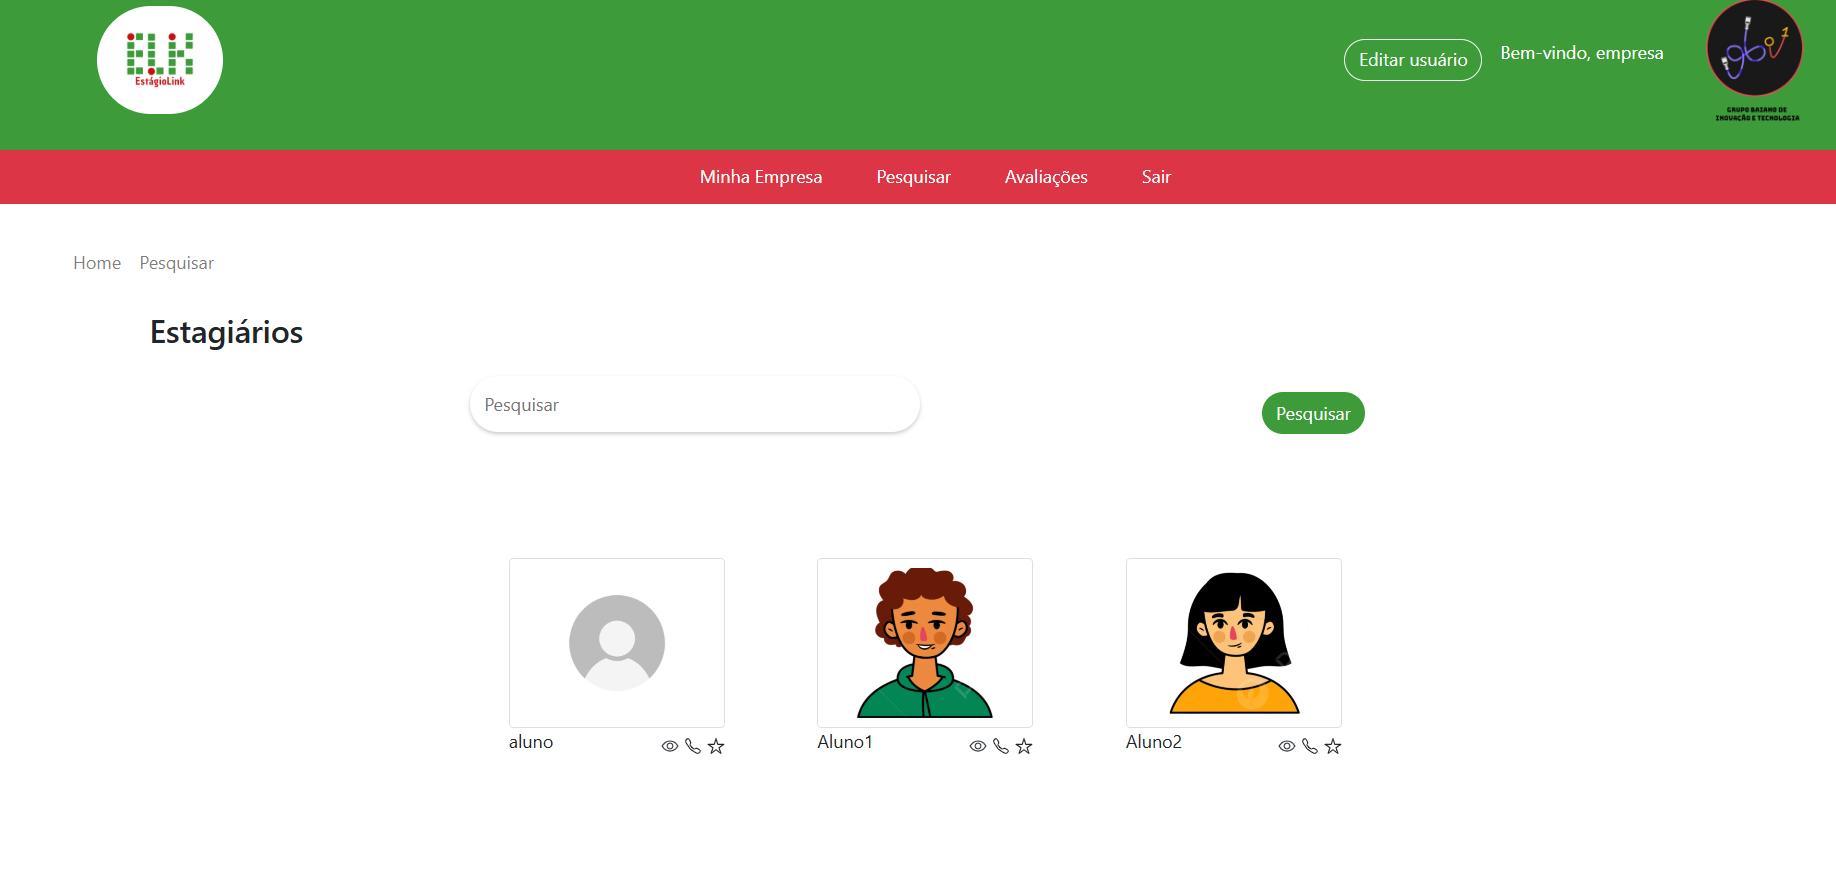 ELK
EstágioLink
Editar usuário
Bem-vindo, empresa
gbit
GRUPO BAIANO DE
INOVAÇÃO E TECNOLOGIA
Minha Empresa
Pesquisar
Avaliações
Sair
Home
Pesquisar
Estagiários
Pesquisar
Pesquisar
aluno
Aluno1
Aluno2